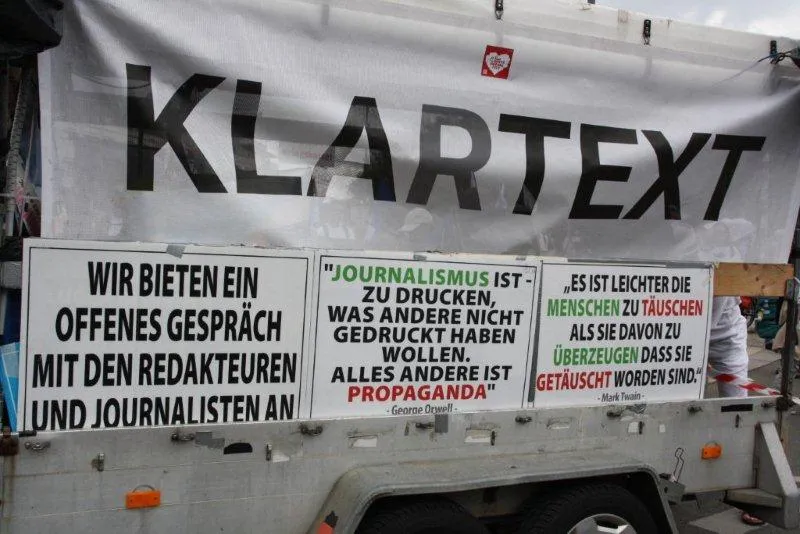 KLARTEXT
WIR BIETEN EIN
OFFENES GESPRÄCH
MIT DEN REDAKTEUREN
UND JOURNALISTEN AN
"JOURNALISMUS IST -
ZU DRUCKEN,
WAS ANDERE NICHT
GEDRUCKT HABEN
WOLLEN.
ALLES ANDERE IST
PROPAGANDA"
- George Orwell -
„ES IST LEICHTER DIE
MENSCHEN ZU TÄUSCHEN
ALS SIE DAVON ZU
ÜBERZEUGEN DASS SIE
GETÄUSCHT WORDEN SIND."
- Mark Twain -